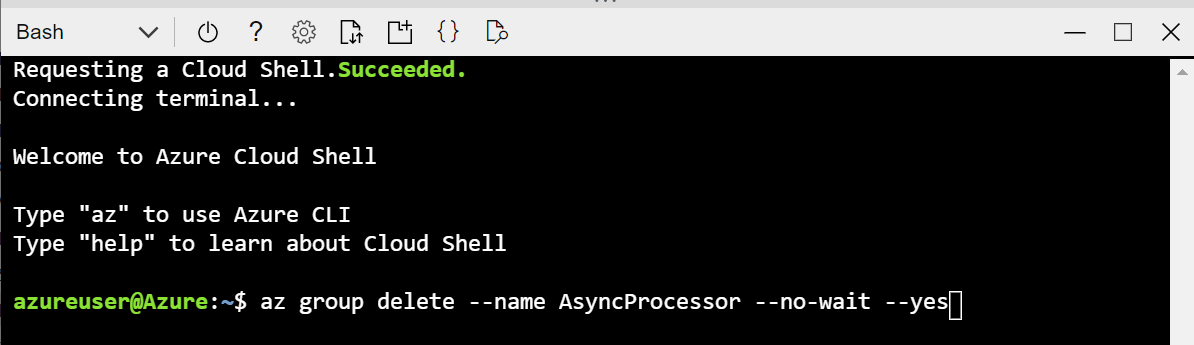 Bash
?
{}
Requesting a Cloud Shell.Succeeded.
Connecting terminal...
Welcome to Azure Cloud Shell
Type "az" to use Azure CLI
Type "help" to learn about Cloud Shell
azureuser@Azure:~$ az group delete --name AsyncProcessor --no-wait --yes